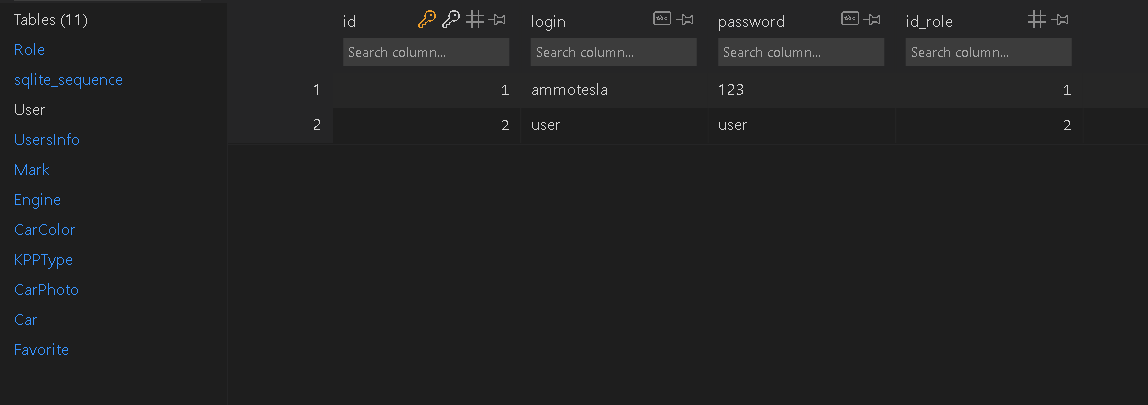 Tables (11)
Role
sqlite_sequence
User
UsersInfo
Mark
Engine
CarColor
KPPType
CarPhoto
Car
Favorite
id login password id_role
Search column... Search column... Search column... Search column...
1 1 ammotesla 123 1
2 2 user user 2